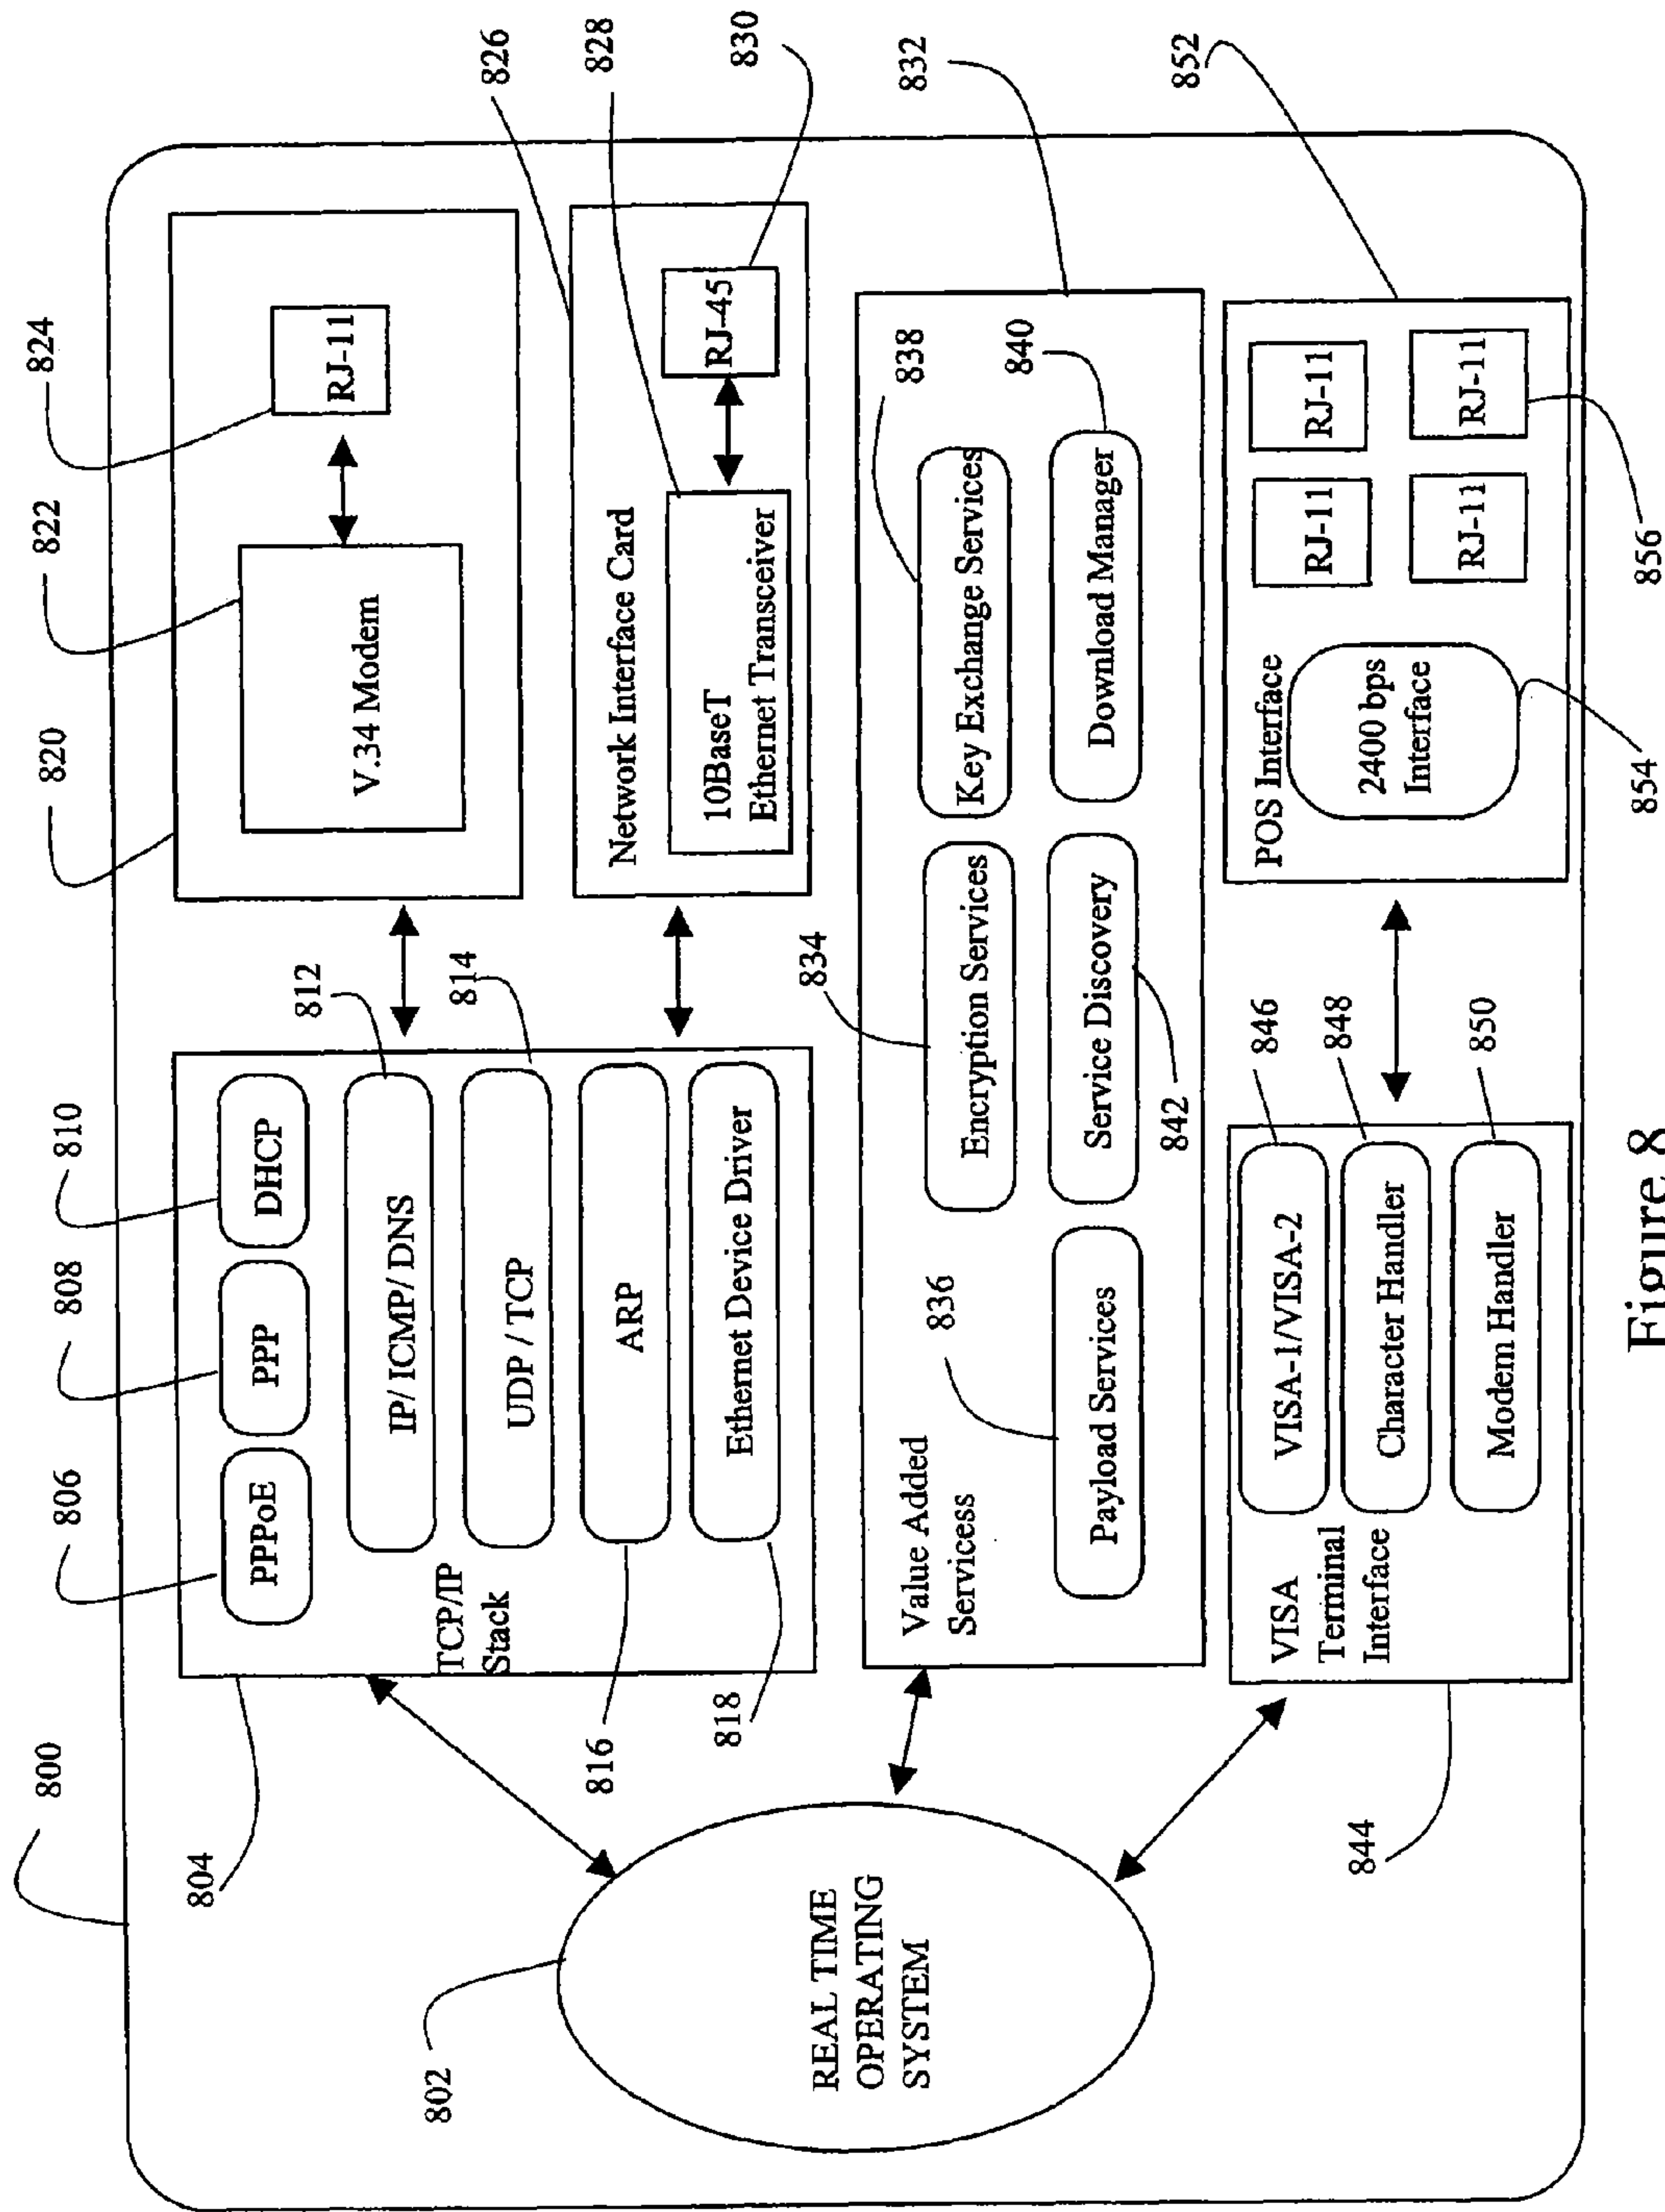 800
804
806
808
810
812
814
820
822
824
826
828
830
PPPoE
PPP
DHCP
IP/ ICMP/ DNS
UDP / TCP
ARP
Ethernet Device Driver
TCP/IP
Stack
816
818
V.34 Modem
RJ-11
Network Interface Card
10BaseT
Ethernet Transceiver
RJ-45
802
REAL TIME
OPERATING
SYSTEM
Value Added
Services
836
Payload Services
834
Encryption Services
Service Discovery
842
838
Key Exchange Services
840
Download Manager
832
VISA
Terminal
Interface
844
VISA-1/VISA-2
846
Character Handler
848
Modem Handler
850
POS Interface
2400 bps
Interface
854
RJ-11
RJ-11
RJ-11
RJ-11
852
856
Figure 8